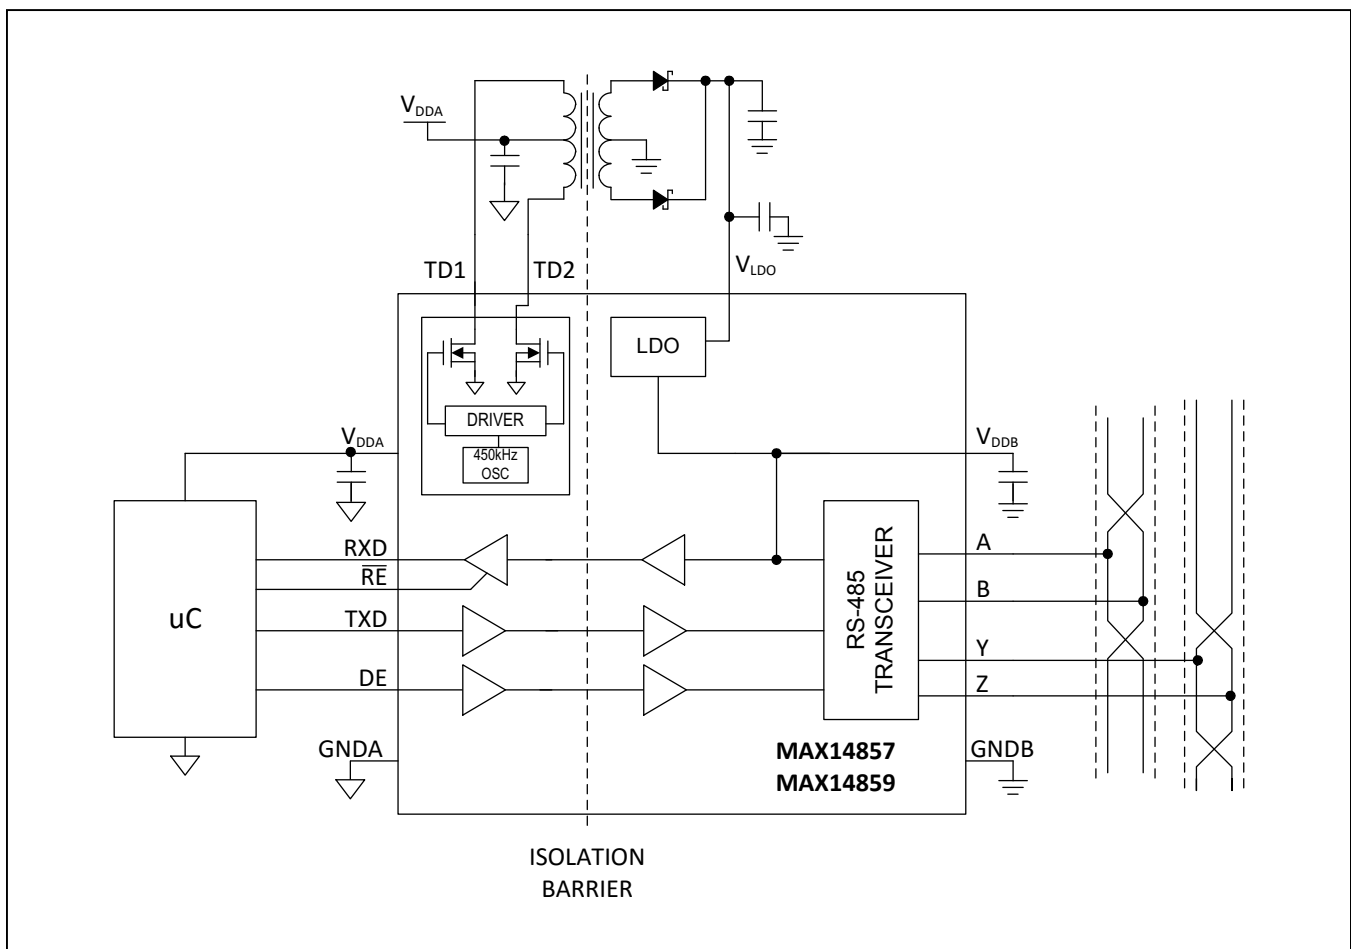 VDDA
TD1
TD2
VLDO
LDO
DRIVER
450kHz
OSC
VDDA
VDDB
uC
RXD
R̅E̅
TXD
DE
GNDA
RS-485
TRANSCEIVER
A
B
Y
Z
GNDB
MAX14857
MAX14859
ISOLATION
BARRIER